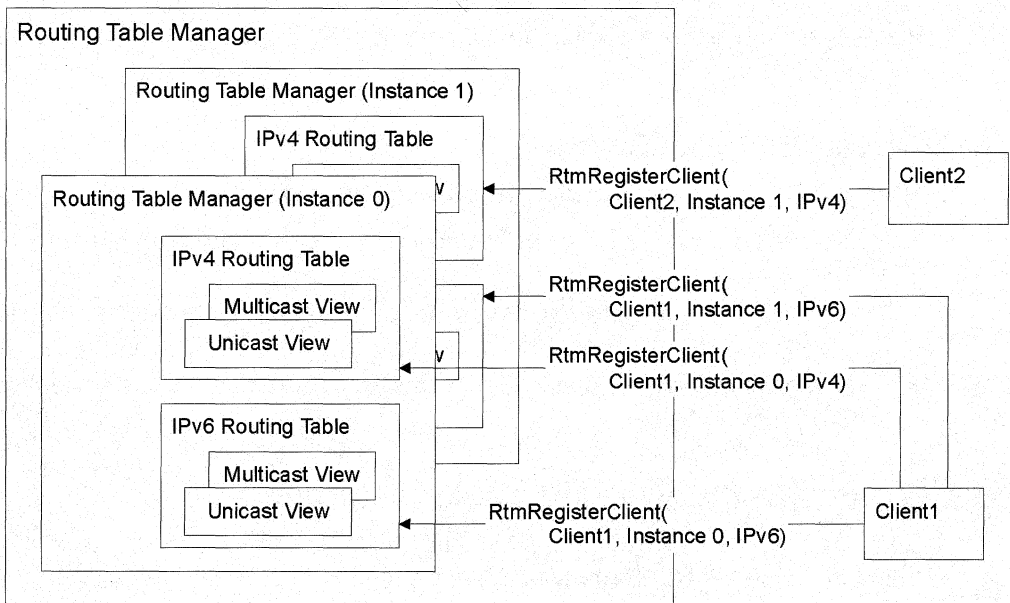 Routing Table Manager
Routing Table Manager (Instance 1)
IPv4 Routing Table
Routing Table Manager (Instance 0)
IPv4 Routing Table
Multicast View
Unicast View
IPv6 Routing Table
Multicast View
Unicast View
RtmRegisterClient(
Client2, Instance 1, IPv4)
Client2
RtmRegisterClient(
Client1, Instance 1, IPv6)
RtmRegisterClient(
Client1, Instance 0, IPv4)
RtmRegisterClient(
Client1, Instance 0, IPv6)
Client1